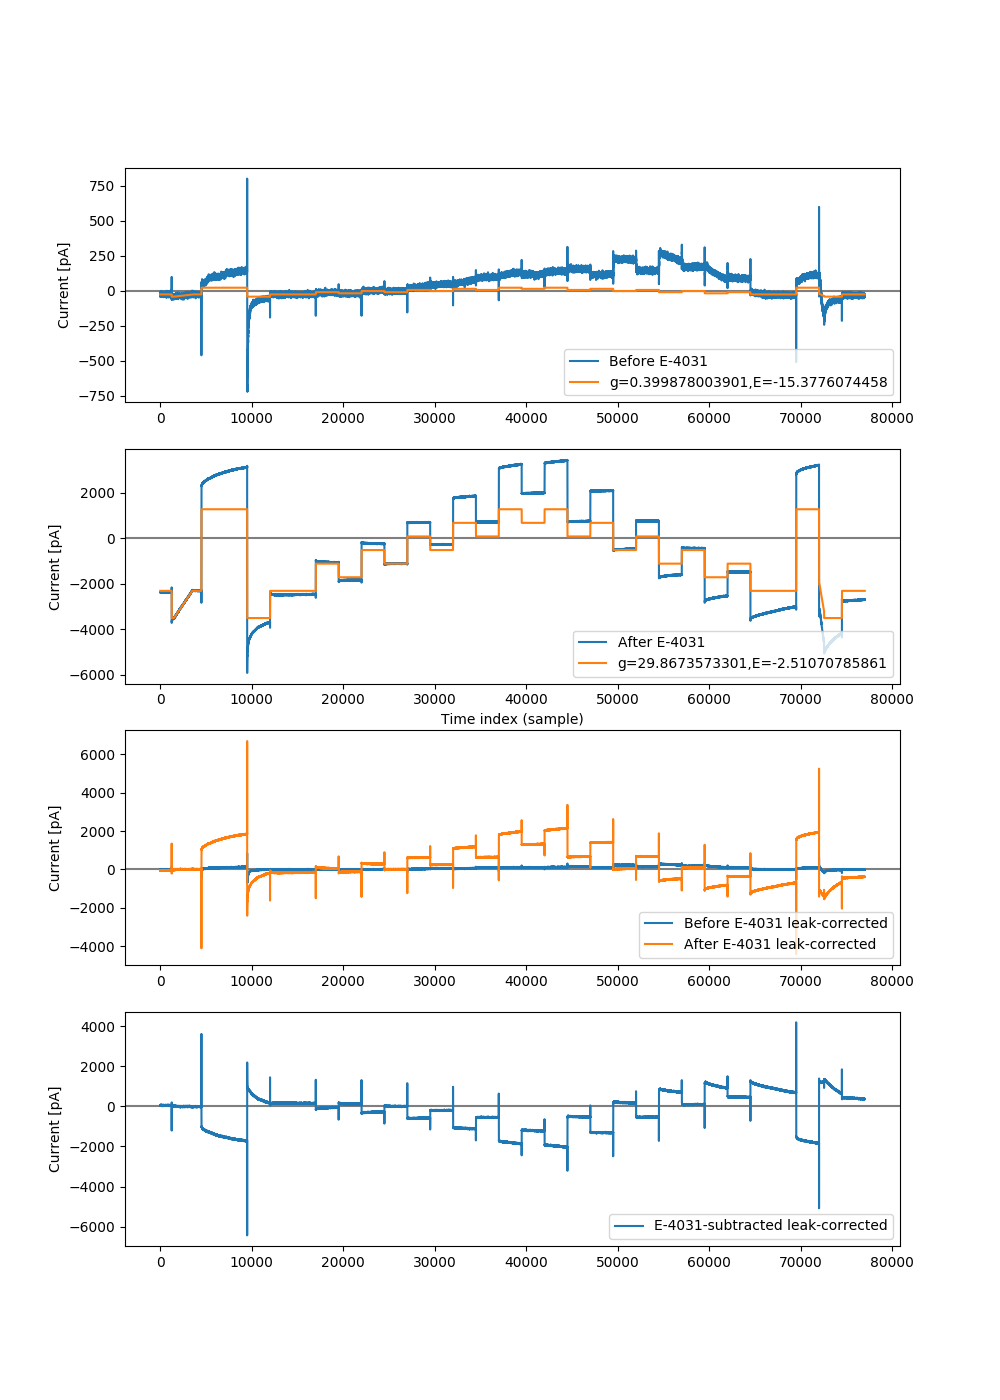 750
500
250
0
−250
−500
−750
Current [pA]
Before E-4031
g=0.399878003901,E=-15.3776074458
0 10000 20000 30000 40000 50000 60000 70000 80000
2000
0
−2000
−4000
−6000
Current [pA]
After E-4031
g=29.8673573301,E=-2.51070785861
0 10000 20000 30000 40000 50000 60000 70000 80000
Time index (sample)
6000
4000
2000
0
−2000
−4000
Current [pA]
Before E-4031 leak-corrected
After E-4031 leak-corrected
0 10000 20000 30000 40000 50000 60000 70000 80000
4000
2000
0
−2000
−4000
−6000
Current [pA]
E-4031-subtracted leak-corrected
0 10000 20000 30000 40000 50000 60000 70000 80000